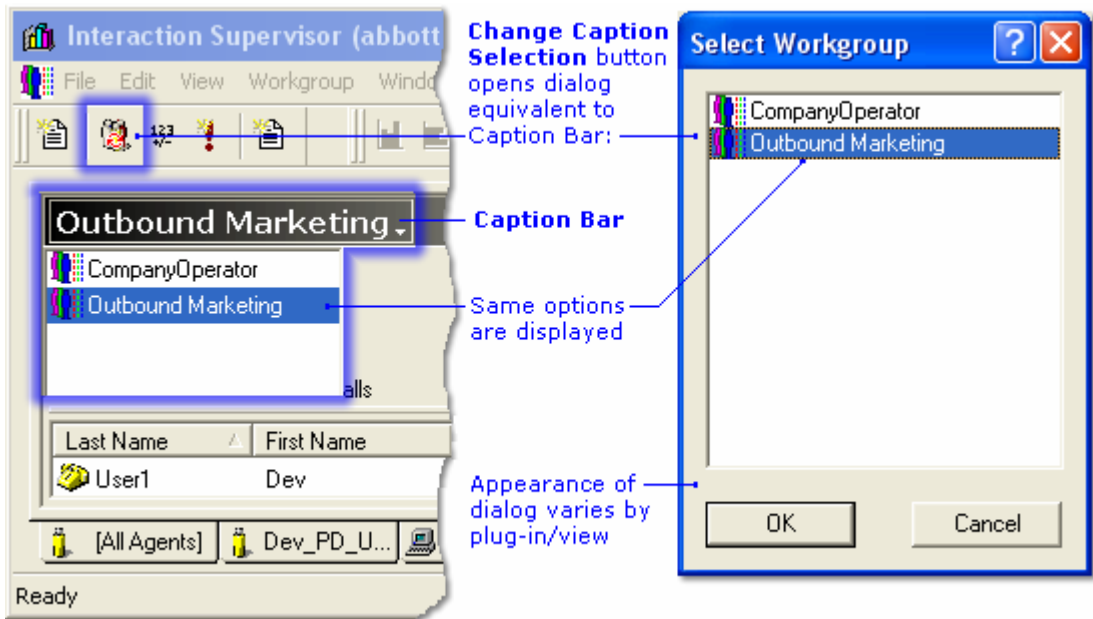 Interaction Supervisor (abbott
File Edit View Workgroup Windo
123
+/-
Outbound Marketing
CompanyOperator
Outbound Marketing
alls
Last Name First Name
User1 Dev
[All Agents] Dev_PD_U...
Ready
Change Caption
Selection button
opens dialog
equivalent to
Caption Bar:
Caption Bar
Same options
are displayed
Appearance of
dialog varies by
plug-in/view
Select Workgroup
?
CompanyOperator
Outbound Marketing
OK Cancel